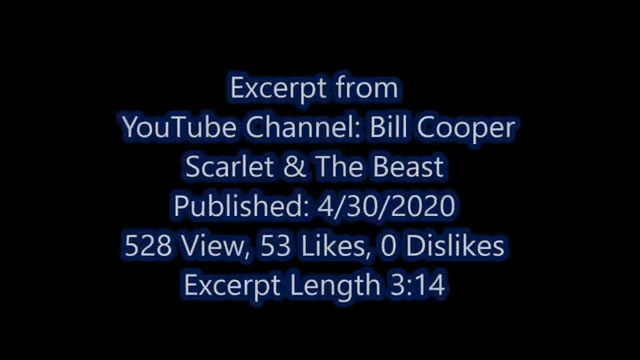 Excerpt from
YouTube Channel: Bill Cooper
Scarlet & The Beast
Published: 4/30/2020
528 View, 53 Likes, 0 Dislikes
Excerpt Length 3:14